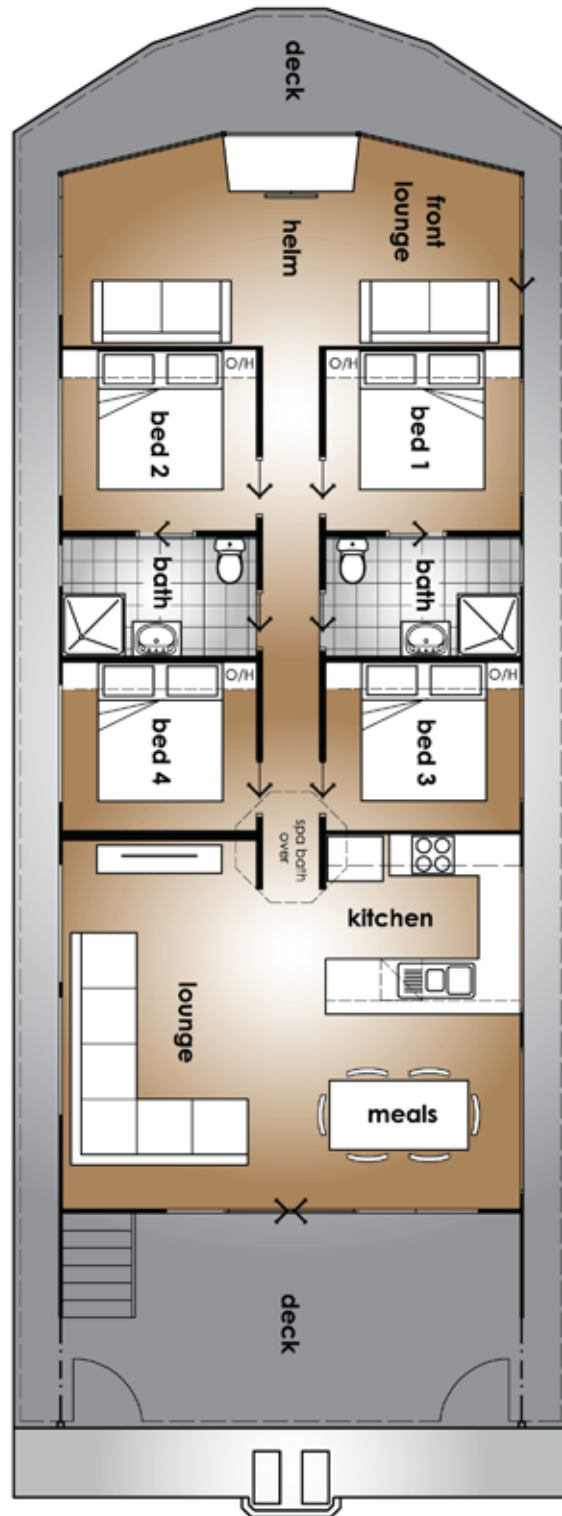 deck
front
lounge
helm
O/H
O/H
bed 2
bed 1
bath
bath
O/H
O/H
bed 4
bed 3
spa bath
over
kitchen
lounge
meals
deck